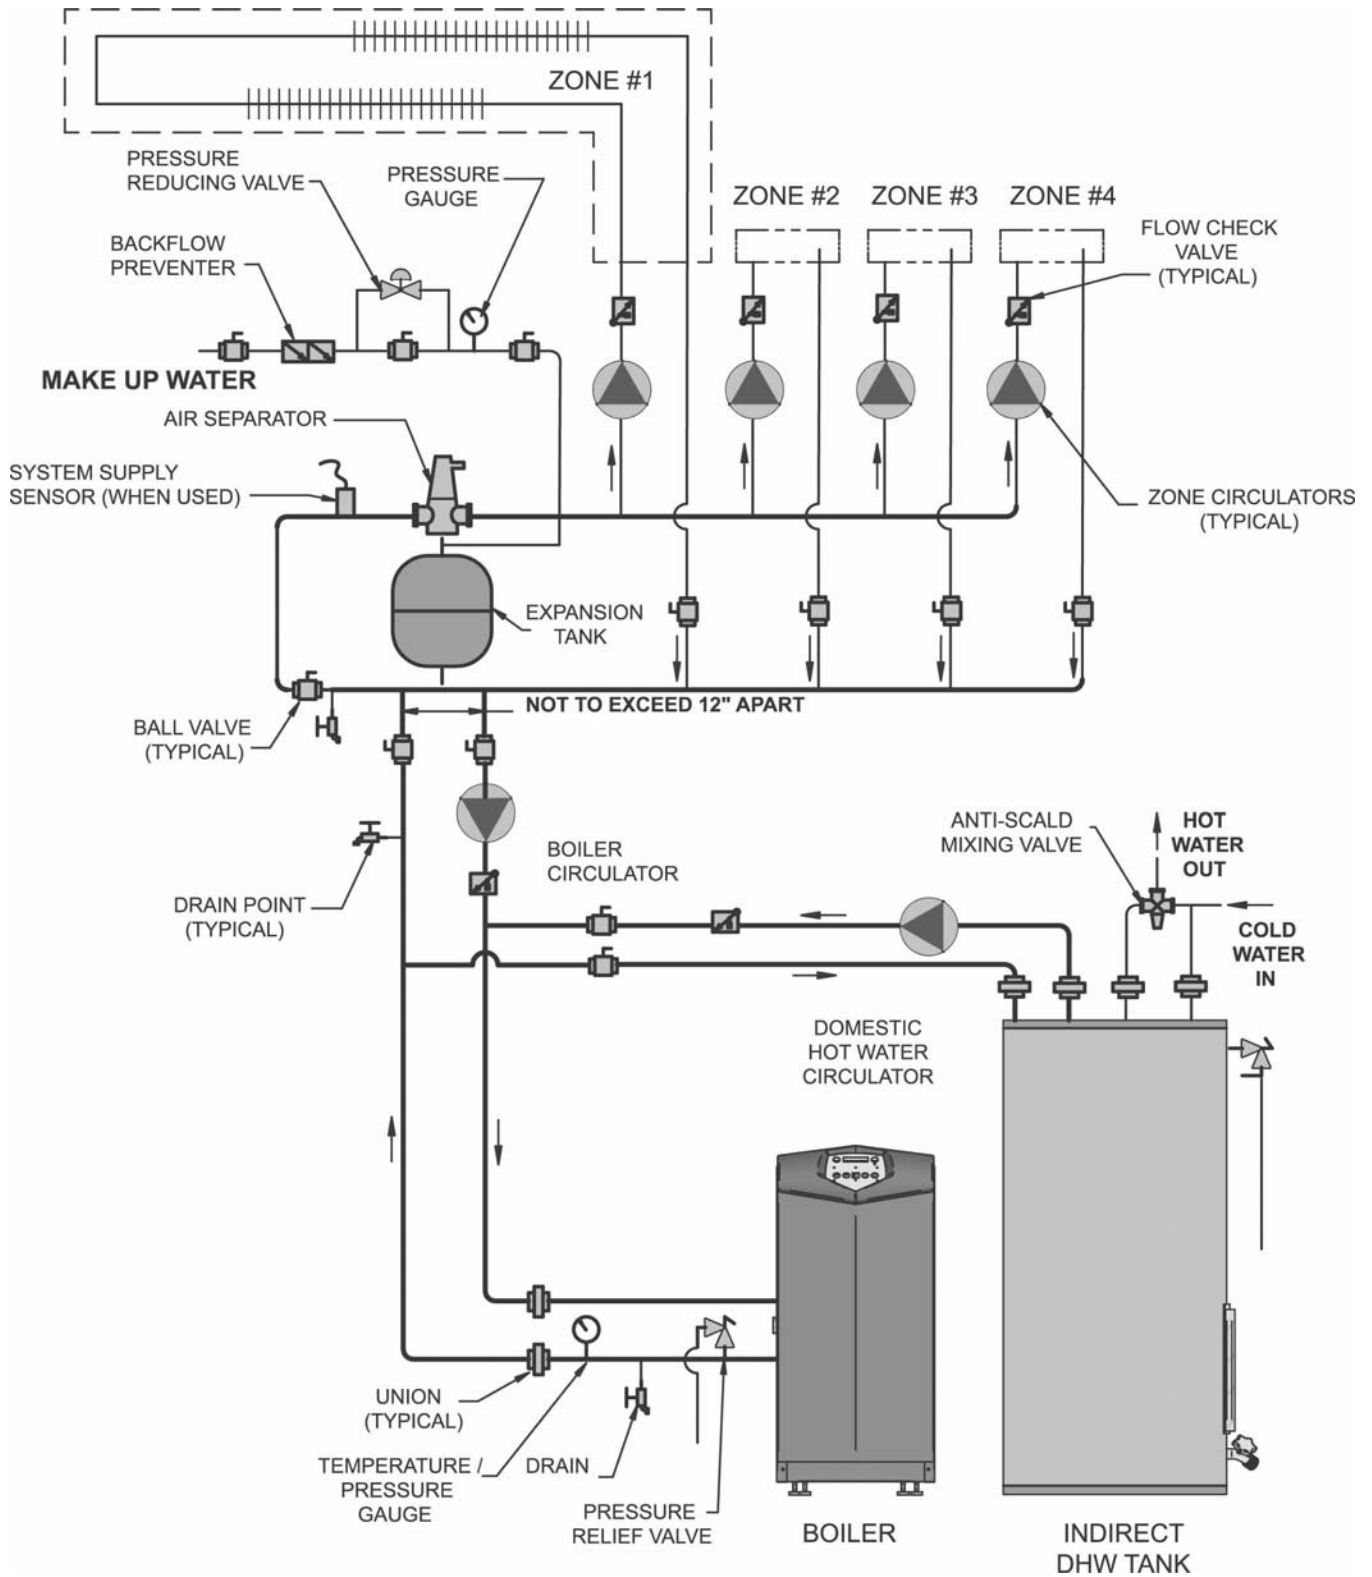 ZONE #1
PRESSURE
REDUCING VALVE
PRESSURE
GAUGE
ZONE #2
ZONE #3
ZONE #4
FLOW CHECK
VALVE
(TYPICAL)
BACKFLOW
PREVENTER
MAKE UP WATER
AIR SEPARATOR
SYSTEM SUPPLY
SENSOR (WHEN USED)
ZONE CIRCULATORS
(TYPICAL)
EXPANSION
TANK
NOT TO EXCEED 12" APART
BALL VALVE
(TYPICAL)
ANTI-SCALD
MIXING VALVE
HOT
WATER
OUT
BOILER
CIRCULATOR
DRAIN POINT
(TYPICAL)
COLD
WATER
IN
DOMESTIC
HOT WATER
CIRCULATOR
UNION
(TYPICAL)
TEMPERATURE /
PRESSURE
GAUGE
DRAIN
PRESSURE
RELIEF VALVE
BOILER
INDIRECT
DHW TANK